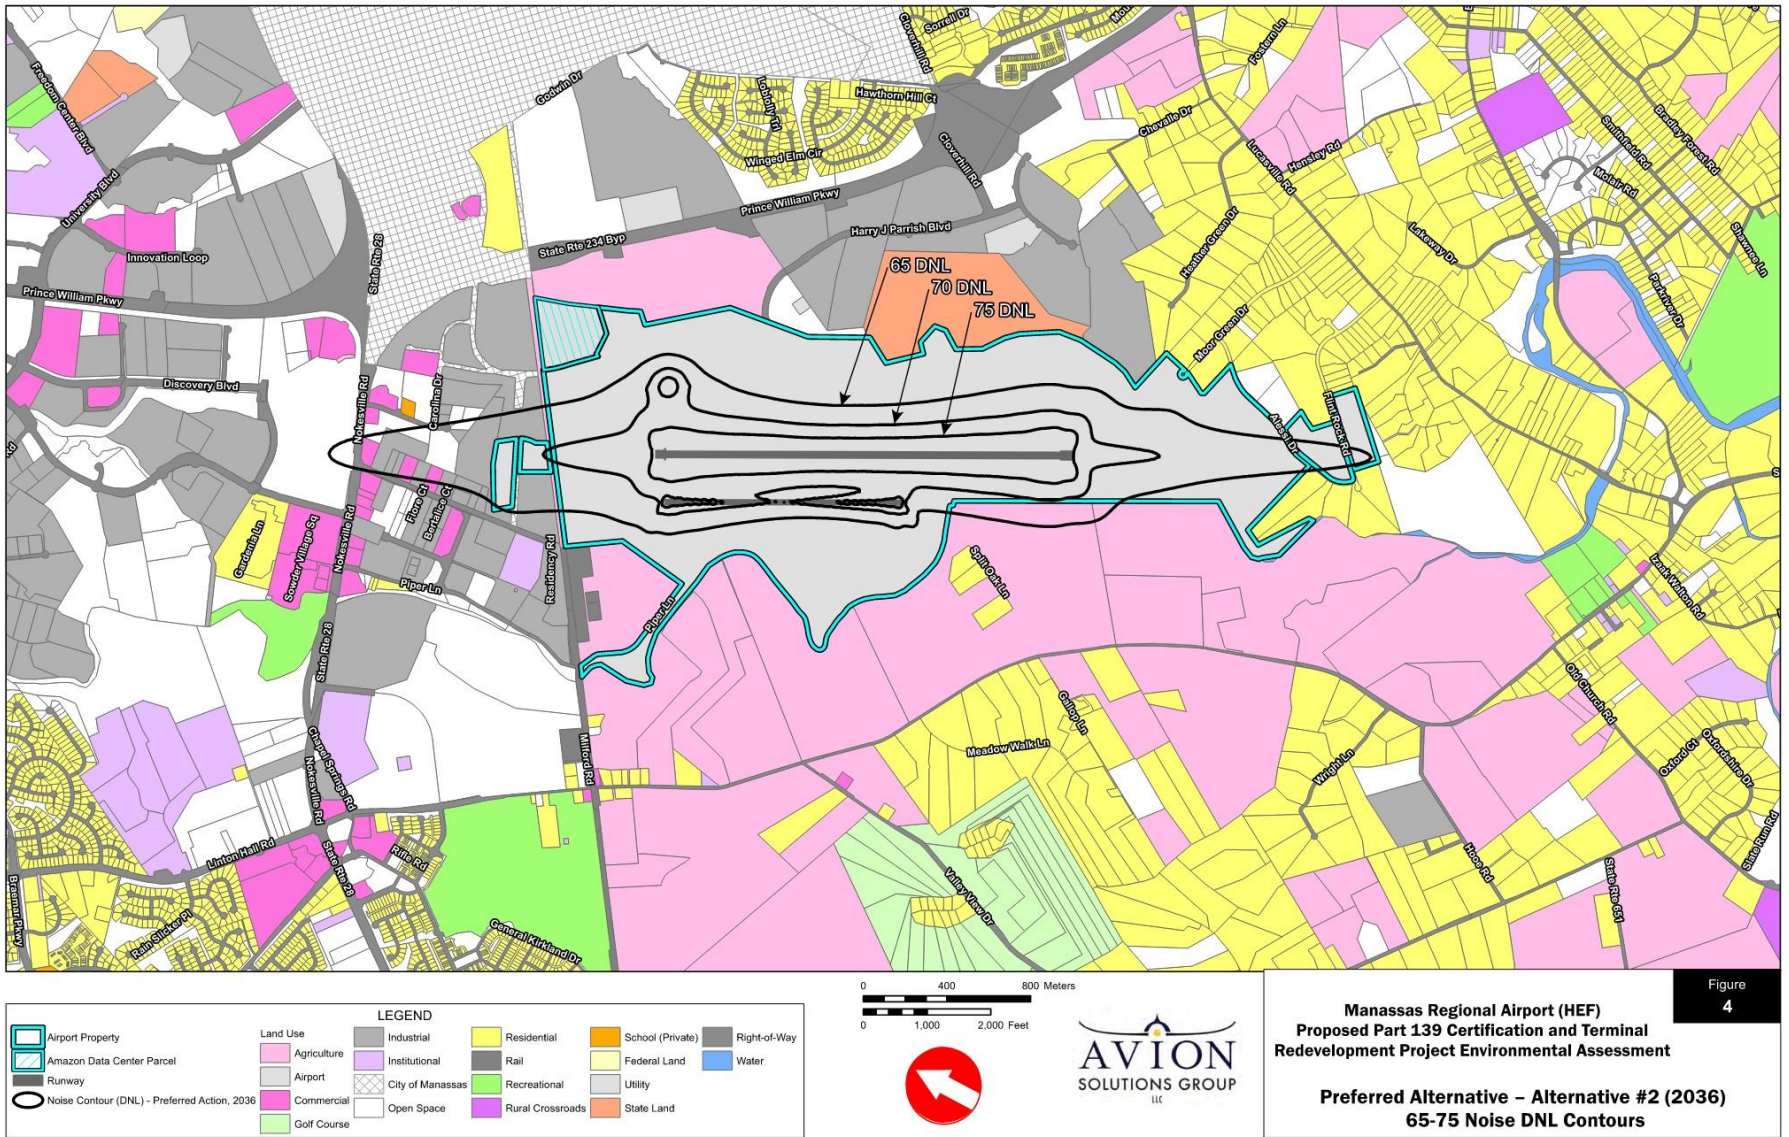 Sorrell Dr
Cloverhill Rd
Fostern Ln
Freedom Center Blvd
Godwin Dr
Loblolly Trl
Hawthorn Hill Ct
Winged Elm Cir
Cloverhill Rd
Chevalle Dr
Lucasville Rd
Hensley Rd
Smithfield Rd
Bradley Forest Rd
Molair Rd
University Blvd
Innovation Loop
State Rte 28
Prince William Pkwy
State Rte 234 Byp
Harry J Parrish Blvd
Heather Green Dr
Lakeway Dr
Shawnee Ln
Parkriver Dr
Prince William Pkwy
65 DNL
70 DNL
75 DNL
Moor Green Dr
Discovery Blvd
Nokesville Rd
Carolina Dr
Flint Rock Rd
Alessi Dr
Rd
Fiore Ct
Bertalice Ct
Gardenia Ln
Sowder Village Sq
Nokesville Rd
Piper Ln
Residency Rd
Piper Ln
Split Oak Ln
Izaak Walton Rd
State Rte 28
Old Church Rd
Gallop Ln
Meadow Walk Ln
Wright Ln
Oxford Ct
Oxfordshire Dr
Chapel Springs Rd
Nokesville Rd
Milford Rd
Linton Hall Rd
State Rte 28
Rifle Rd
Valley View Dr
Hooe Rd
State Rte 651
Slate Run Rd
Braemar Pkwy
Rain Slicker Pl
General Kirkland Dr
LEGEND
Airport Property
Amazon Data Center Parcel
Runway
Noise Contour (DNL) - Preferred Action, 2036
Land Use
Agriculture
Airport
Commercial
Golf Course
Industrial
Institutional
City of Manassas
Open Space
Residential
Rail
Recreational
Rural Crossroads
School (Private)
Federal Land
Utility
State Land
Right-of-Way
Water
0 400 800 Meters
0 1,000 2,000 Feet
AVION
SOLUTIONS GROUP
LLC
Figure
4
Manassas Regional Airport (HEF)
Proposed Part 139 Certification and Terminal
Redevelopment Project Environmental Assessment
Preferred Alternative – Alternative #2 (2036)
65-75 Noise DNL Contours